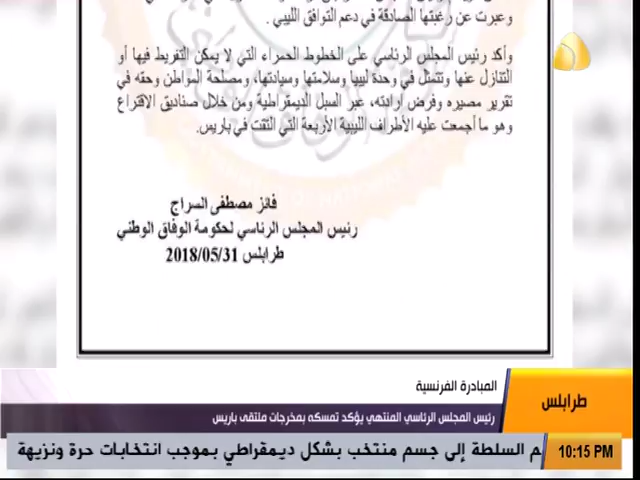 وعبرت عن رغبتها الصادقة في دعم التوافق الليبي .
وأكد رئيس المجلس الرئاسي على الخطوط الحمراء التي لا يمكن التفريط فيها أو
التنازل عنها وتتمثل في وحدة ليبيا وسلامتها وسيادتها، ومصلحة المواطن وحقه في
تقرير مصيره وفرض أرادته، عبر السبل الديمقراطية ومن خلال صناديق الاقتراع
وهو ما أجمعت عليه الأطراف الليبية الأربعة التي التقت في باريس.
فائز مصطفى السراج
رئيس المجلس الرئاسي لحكومة الوفاق الوطني
طرابلس 2018/05/31
المبادرة الفرنسية
طرابلس
رئيس المجلس الرئاسي المنتهي يؤكد تمسكه بمخرجات ملتقى باريس
م السلطة إلى جسم منتخب بشكل ديمقراطي بموجب انتخابات حرة ونزيهة
10:15 PM